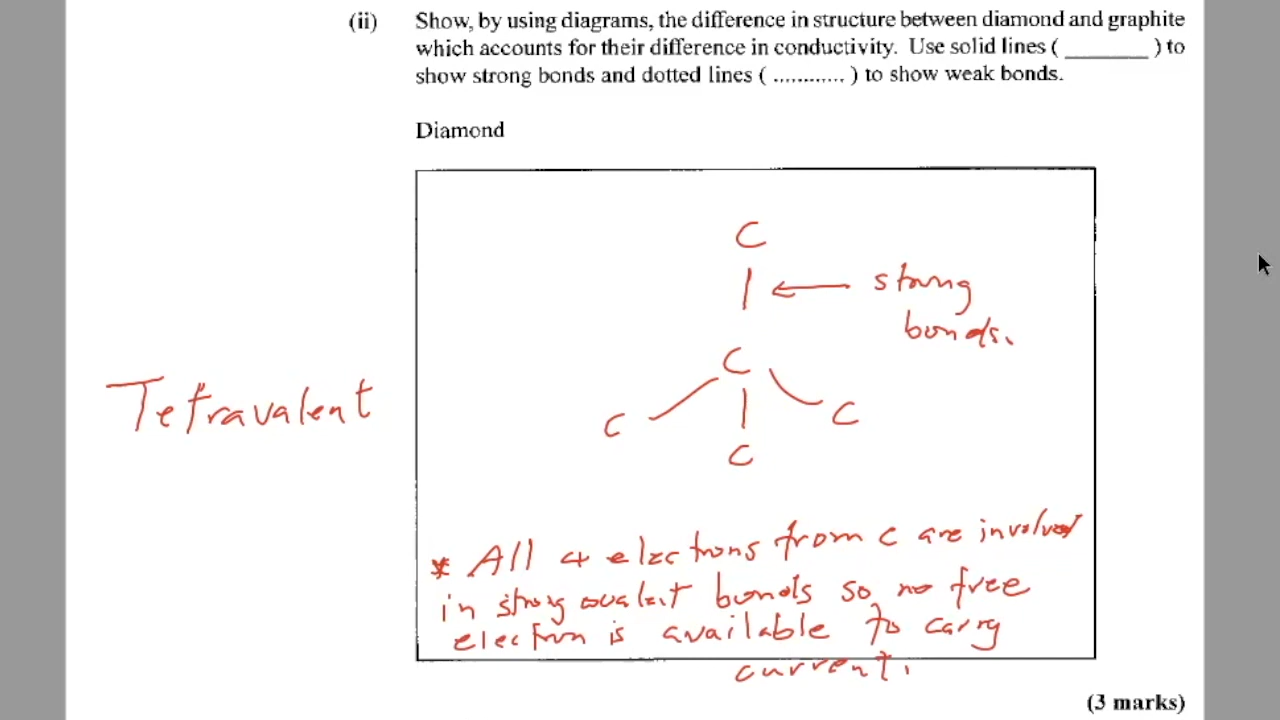 (ii) Show, by using diagrams, the difference in structure between diamond and graphite
which accounts for their difference in conductivity. Use solid lines ( ________ ) to
show strong bonds and dotted lines ( ............ ) to show weak bonds.
Diamond
C
strong
bonds.
C
Tetravalent
C
C
C
* All 4 electrons from C are involved
in strong covalent bonds so no free
electron is available to carry
current.
(3 marks)